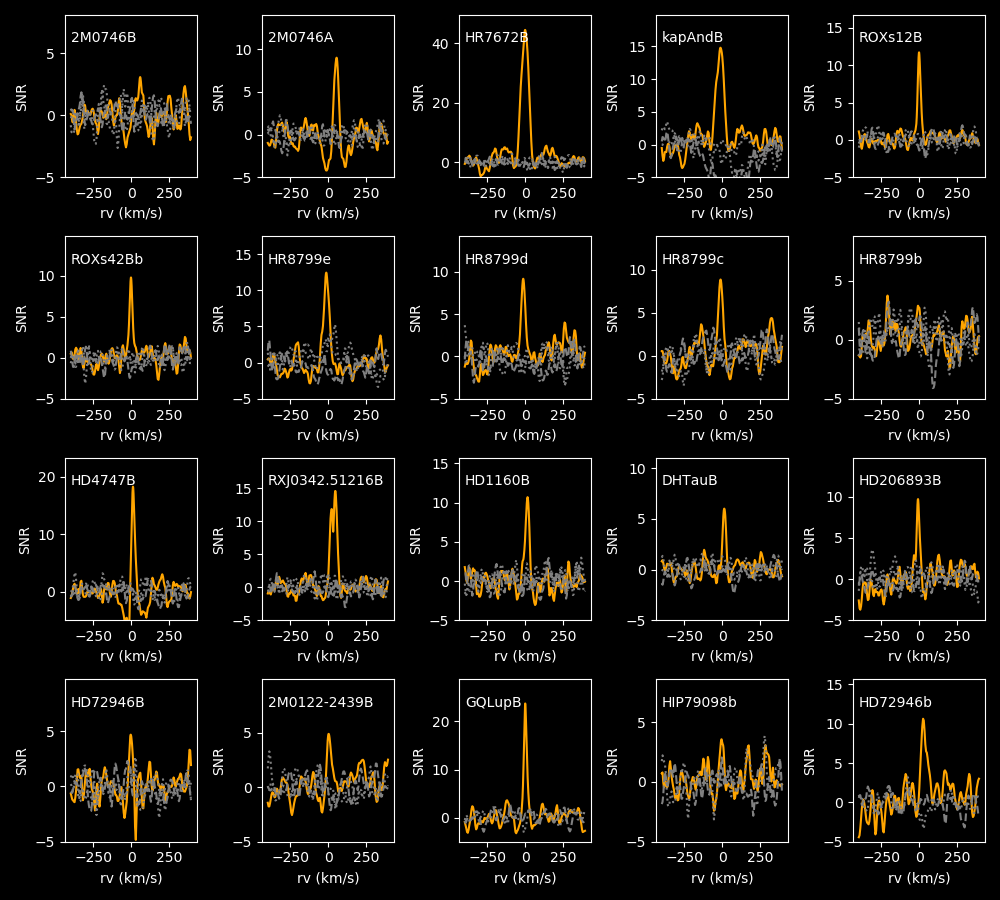 2M0746B
5
0
−5
SNR
−250 0 250
rv (km/s)
2M0746A
10
5
0
−5
SNR
−250 0 250
rv (km/s)
HR7672B
40
20
0
SNR
−250 0 250
rv (km/s)
kapAndB
15
10
5
0
−5
SNR
−250 0 250
rv (km/s)
ROXs12B
15
10
5
0
−5
SNR
−250 0 250
rv (km/s)
ROXs42Bb
10
5
0
−5
SNR
−250 0 250
rv (km/s)
HR8799e
15
10
5
0
−5
SNR
−250 0 250
rv (km/s)
HR8799d
10
5
0
−5
SNR
−250 0 250
rv (km/s)
HR8799c
10
5
0
−5
SNR
−250 0 250
rv (km/s)
HR8799b
5
0
−5
SNR
−250 0 250
rv (km/s)
HD4747B
20
10
0
SNR
−250 0 250
rv (km/s)
RXJ0342.51216B
15
10
5
0
−5
SNR
−250 0 250
rv (km/s)
HD1160B
15
10
5
0
−5
SNR
−250 0 250
rv (km/s)
DHTauB
10
5
0
−5
SNR
−250 0 250
rv (km/s)
HD206893B
10
5
0
−5
SNR
−250 0 250
rv (km/s)
HD72946B
5
0
−5
SNR
−250 0 250
rv (km/s)
2M0122-2439B
5
0
−5
SNR
−250 0 250
rv (km/s)
GQLupB
20
10
0
SNR
−250 0 250
rv (km/s)
HIP79098b
5
0
−5
SNR
−250 0 250
rv (km/s)
HD72946b
15
10
5
0
−5
SNR
−250 0 250
rv (km/s)